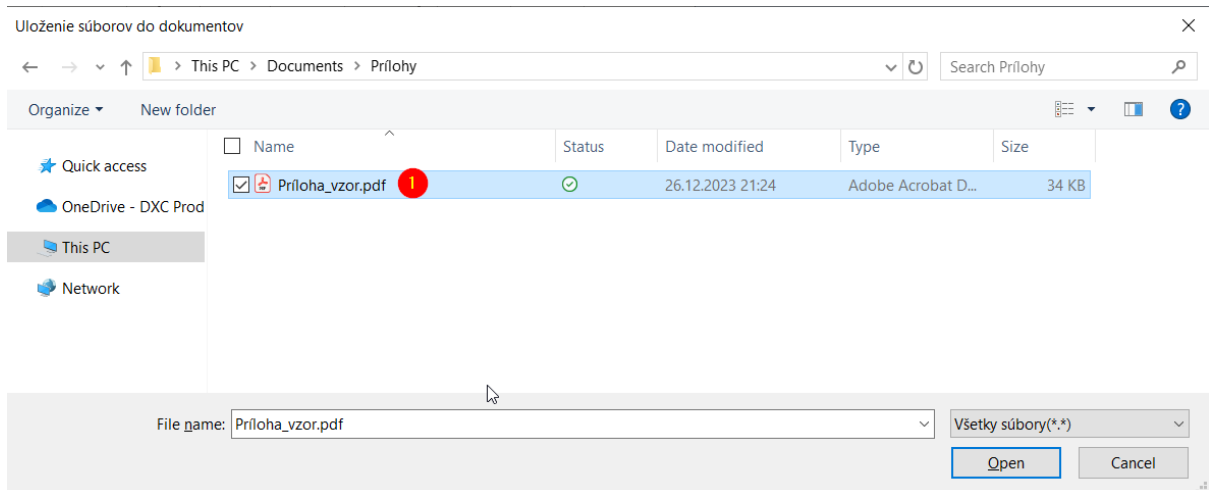 Uloženie súborov do dokumentov
This PC > Documents > Prílohy
Search Prílohy
Organize
New folder
Name
Status
Date modified
Type
Size
Quick access
Príloha_vzor.pdf
1
26.12.2023 21:24
Adobe Acrobat D...
34 KB
OneDrive - DXC Prod
This PC
Network
File name:
Príloha_vzor.pdf
Všetky súbory(*.*)
Open
Cancel